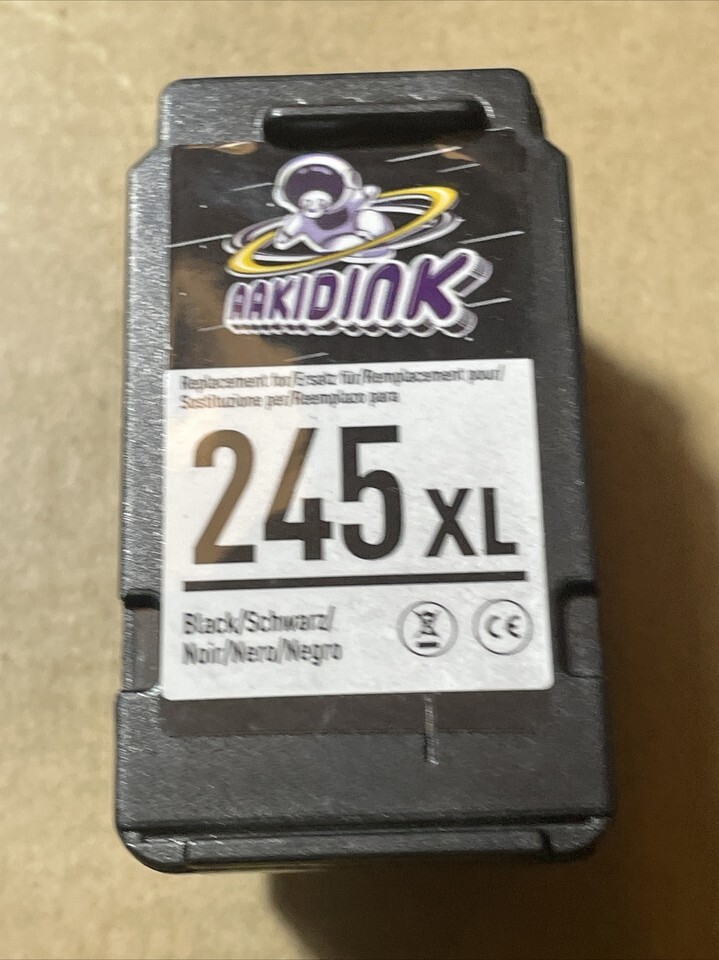 AAKIDINK
Replacement for/Ersatz für/Remplacement pour/
Sostituzione per/Reemplazo para
245 XL
Black/Schwarz/
Noir/Nero/Negro
CE